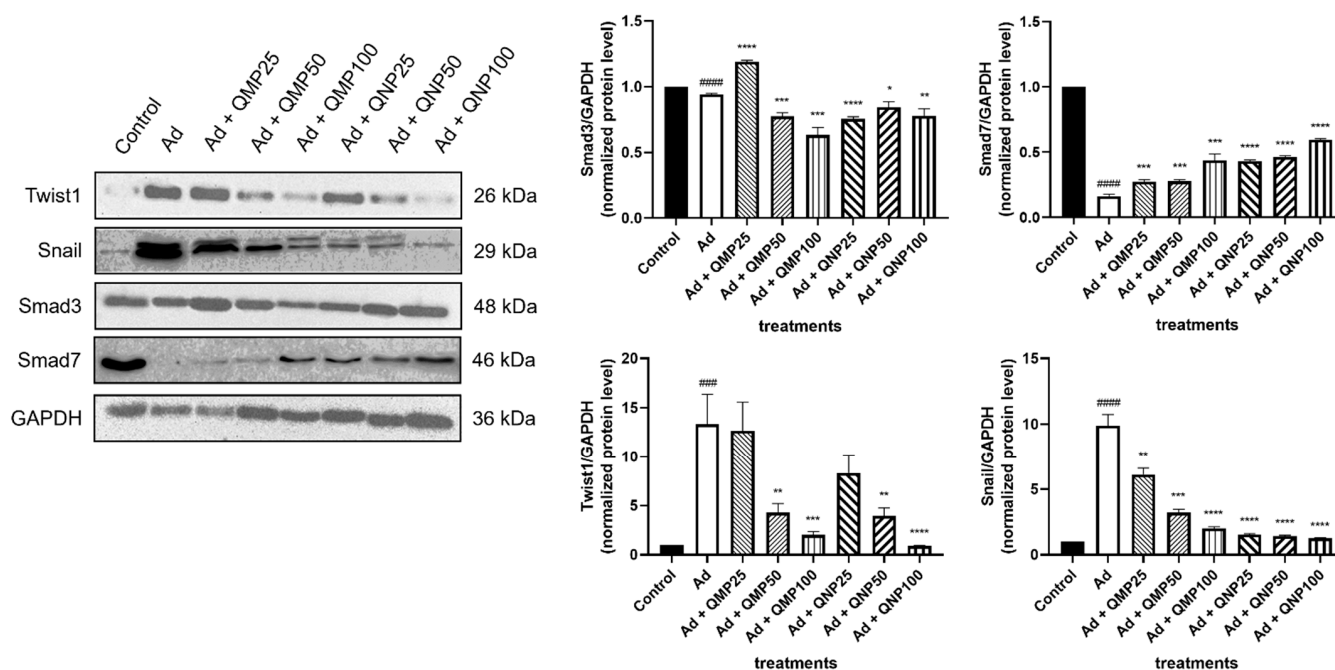 Control
Ad
Ad + QMP25
Ad + QMP50
Ad + QMP100
Ad + QNP25
Ad + QNP50
Ad + QNP100
Twist1 26 kDa
Snail 29 kDa
Smad3 48 kDa
Smad7 46 kDa
GAPDH 36 kDa
Smad3/GAPDH
(normalized protein level)
1.5
1.0
0.5
0.0
####
****
***
***
****
*
**
Control
Ad
Ad + QMP25
Ad + QMP50
Ad + QMP100
Ad + QNP25
Ad + QNP50
Ad + QNP100
treatments
Smad7/GAPDH
(normalized protein level)
1.5
1.0
0.5
0.0
####
***
***
***
****
****
****
Control
Ad
Ad + QMP25
Ad + QMP50
Ad + QMP100
Ad + QNP25
Ad + QNP50
Ad + QNP100
treatments
Twist1/GAPDH
(normalized protein level)
20
15
10
5
0
###
**
***
**
****
Control
Ad
Ad + QMP25
Ad + QMP50
Ad + QMP100
Ad + QNP25
Ad + QNP50
Ad + QNP100
treatments
Snail/GAPDH
(normalized protein level)
15
10
5
0
####
**
***
****
****
****
****
Control
Ad
Ad + QMP25
Ad + QMP50
Ad + QMP100
Ad + QNP25
Ad + QNP50
Ad + QNP100
treatments